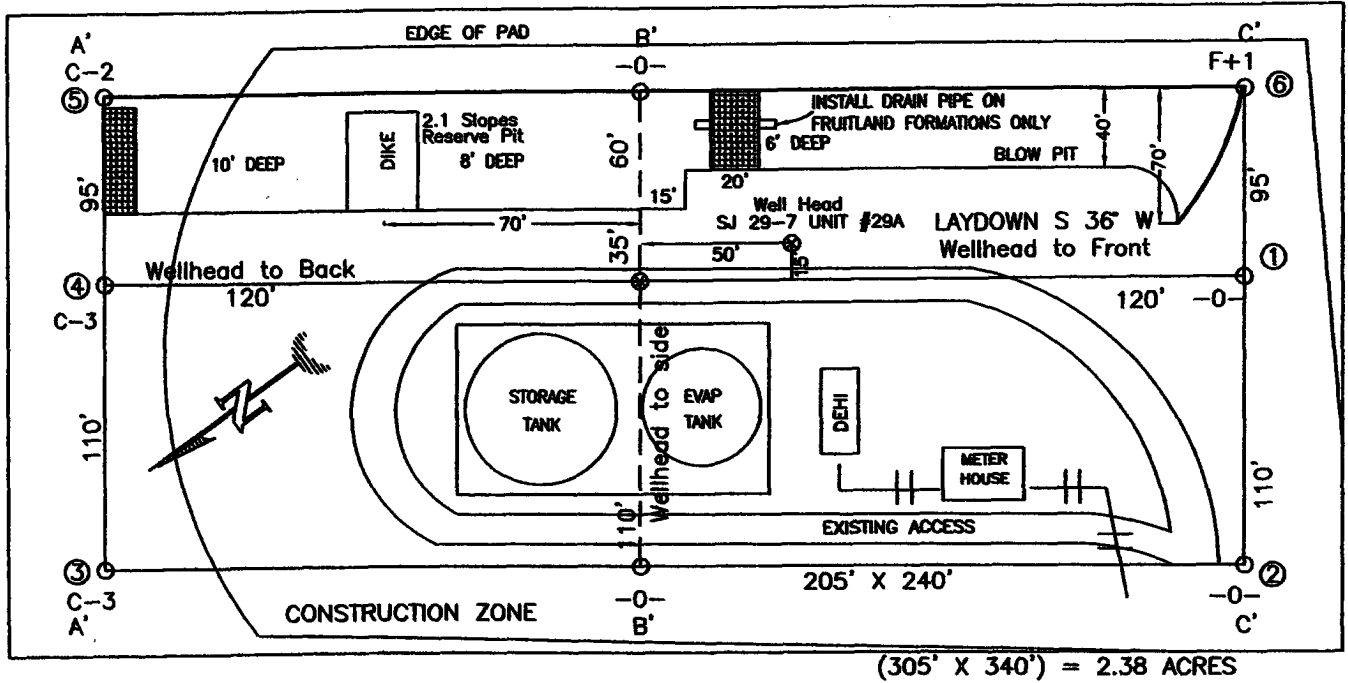 EDGE OF PAD
A'
B'
C'
C-2
-0-
F+1
⑤
⑥
INSTALL DRAIN PIPE ON
FRUITLAND FORMATIONS ONLY
2.1 Slopes
Reserve Pit
DIKE
10' DEEP
8' DEEP
60'
6' DEEP
40'
70'
BLOW PIT
95'
95'
15'
20'
Well Head
SJ 29-7 UNIT #29A
LAYDOWN S 36° W
Wellhead to Front
70'
35'
50'
15'
①
Wellhead to Back
④
120'
120'
-0-
C-3
N
Wellhead to side
STORAGE
TANK
EVAP
TANK
DEHI
METER
HOUSE
110'
110'
110'
EXISTING ACCESS
③
②
205' X 240'
C-3
-0-
-0-
A'
CONSTRUCTION ZONE
B'
C'
(305' X 340') = 2.38 ACRES